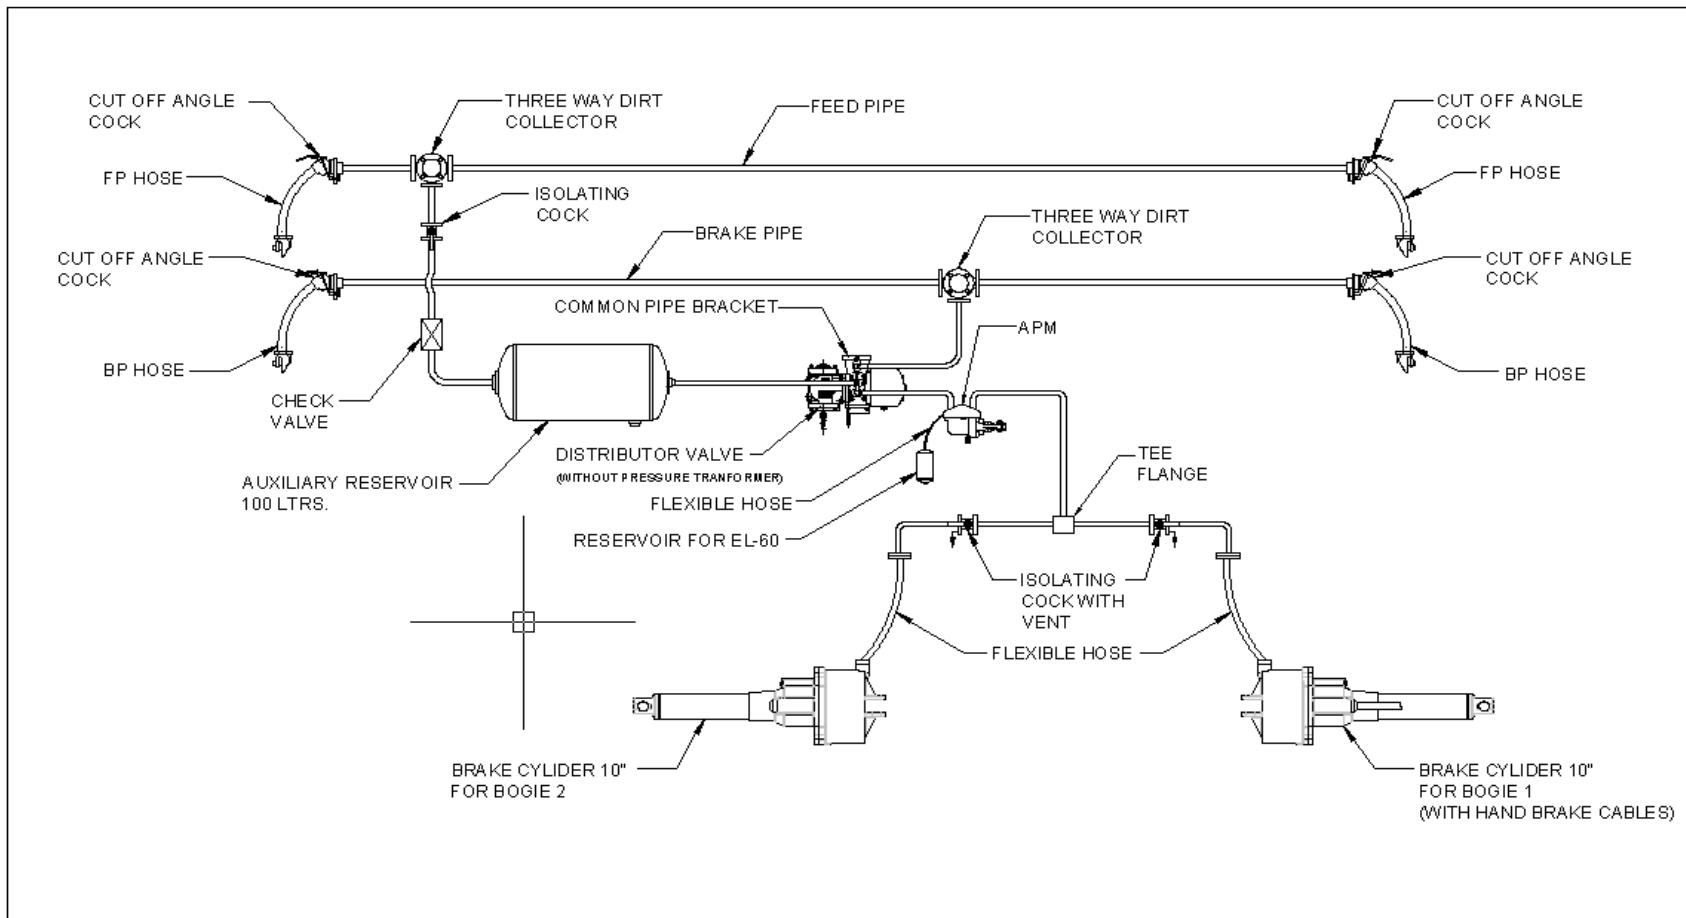 CUT OFF ANGLE
COCK
THREE WAY DIRT
COLLECTOR
FEED PIPE
CUT OFF ANGLE
COCK
FP HOSE
ISOLATING
COCK
FP HOSE
THREE WAY DIRT
COLLECTOR
BRAKE PIPE
CUT OFF ANGLE
COCK
CUT OFF ANGLE
COCK
COMMON PIPE BRACKET
APM
BP HOSE
BP HOSE
CHECK
VALVE
DISTRIBUTOR VALVE
(WITHOUT PRESSURE TRANFORMER)
TEE
FLANGE
AUXILIARY RESERVOIR
100 LTRS.
FLEXIBLE HOSE
RESERVOIR FOR EL-60
ISOLATING
COCK WITH
VENT
FLEXIBLE HOSE
BRAKE CYLIDER 10"
FOR BOGIE 2
BRAKE CYLIDER 10"
FOR BOGIE 1
(WITH HAND BRAKE CABLES)